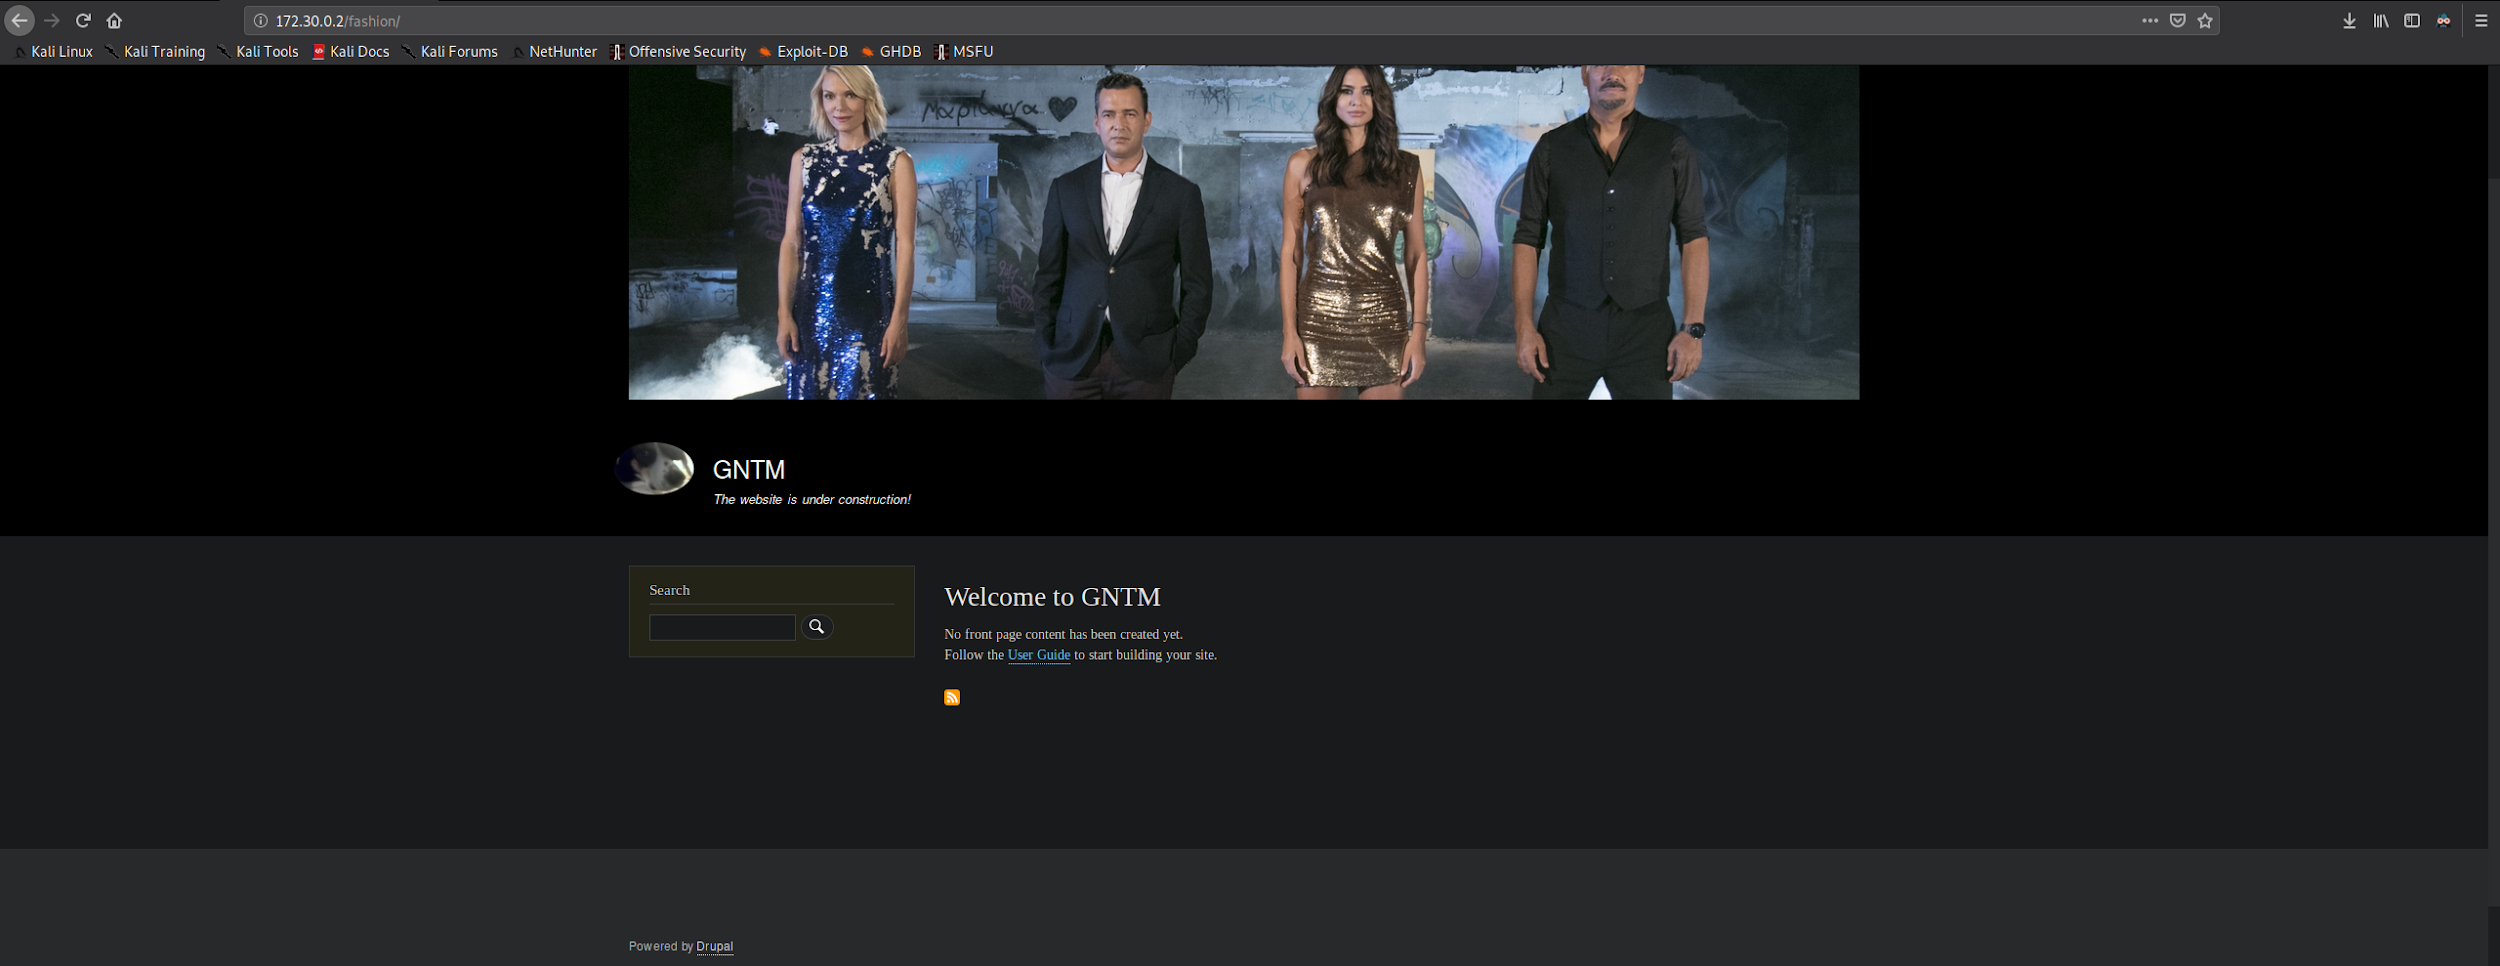 172.30.0.2/fashion/
Kali Linux Kali Training Kali Tools Kali Docs Kali Forums NetHunter Offensive Security Exploit-DB GHDB MSFU
Μαριάννα
GNTM
The website is under construction!
Search
Welcome to GNTM
No front page content has been created yet.
Follow the User Guide to start building your site.
Powered by Drupal